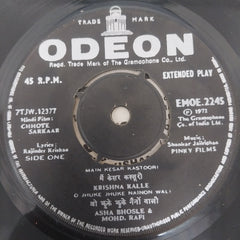 TRADE MARK
ODEON
Regd. Trade Mark of The Gramophone Co. Ltd.
45 R.P.M.
EXTENDED PLAY
7TJW.12377
EMOE.2245
Hindi Film:
CHHOTE
SARKAAR
Lyrics:
Rajinder Krishan
SIDE ONE
℗ 1972
The Gramophone
Co. of India Ltd.
Music:
Shankar Jaikishan
PINKY FILMS
MAIN KESAR KASTOORI
मैं केसर कस्तूरी
KRISHNA KALLE
O JHUKE JHUKE NAINON WALI
ओ झुके झुके नैनों वाली
ASHA BHOSLE &
MOHD. RAFI